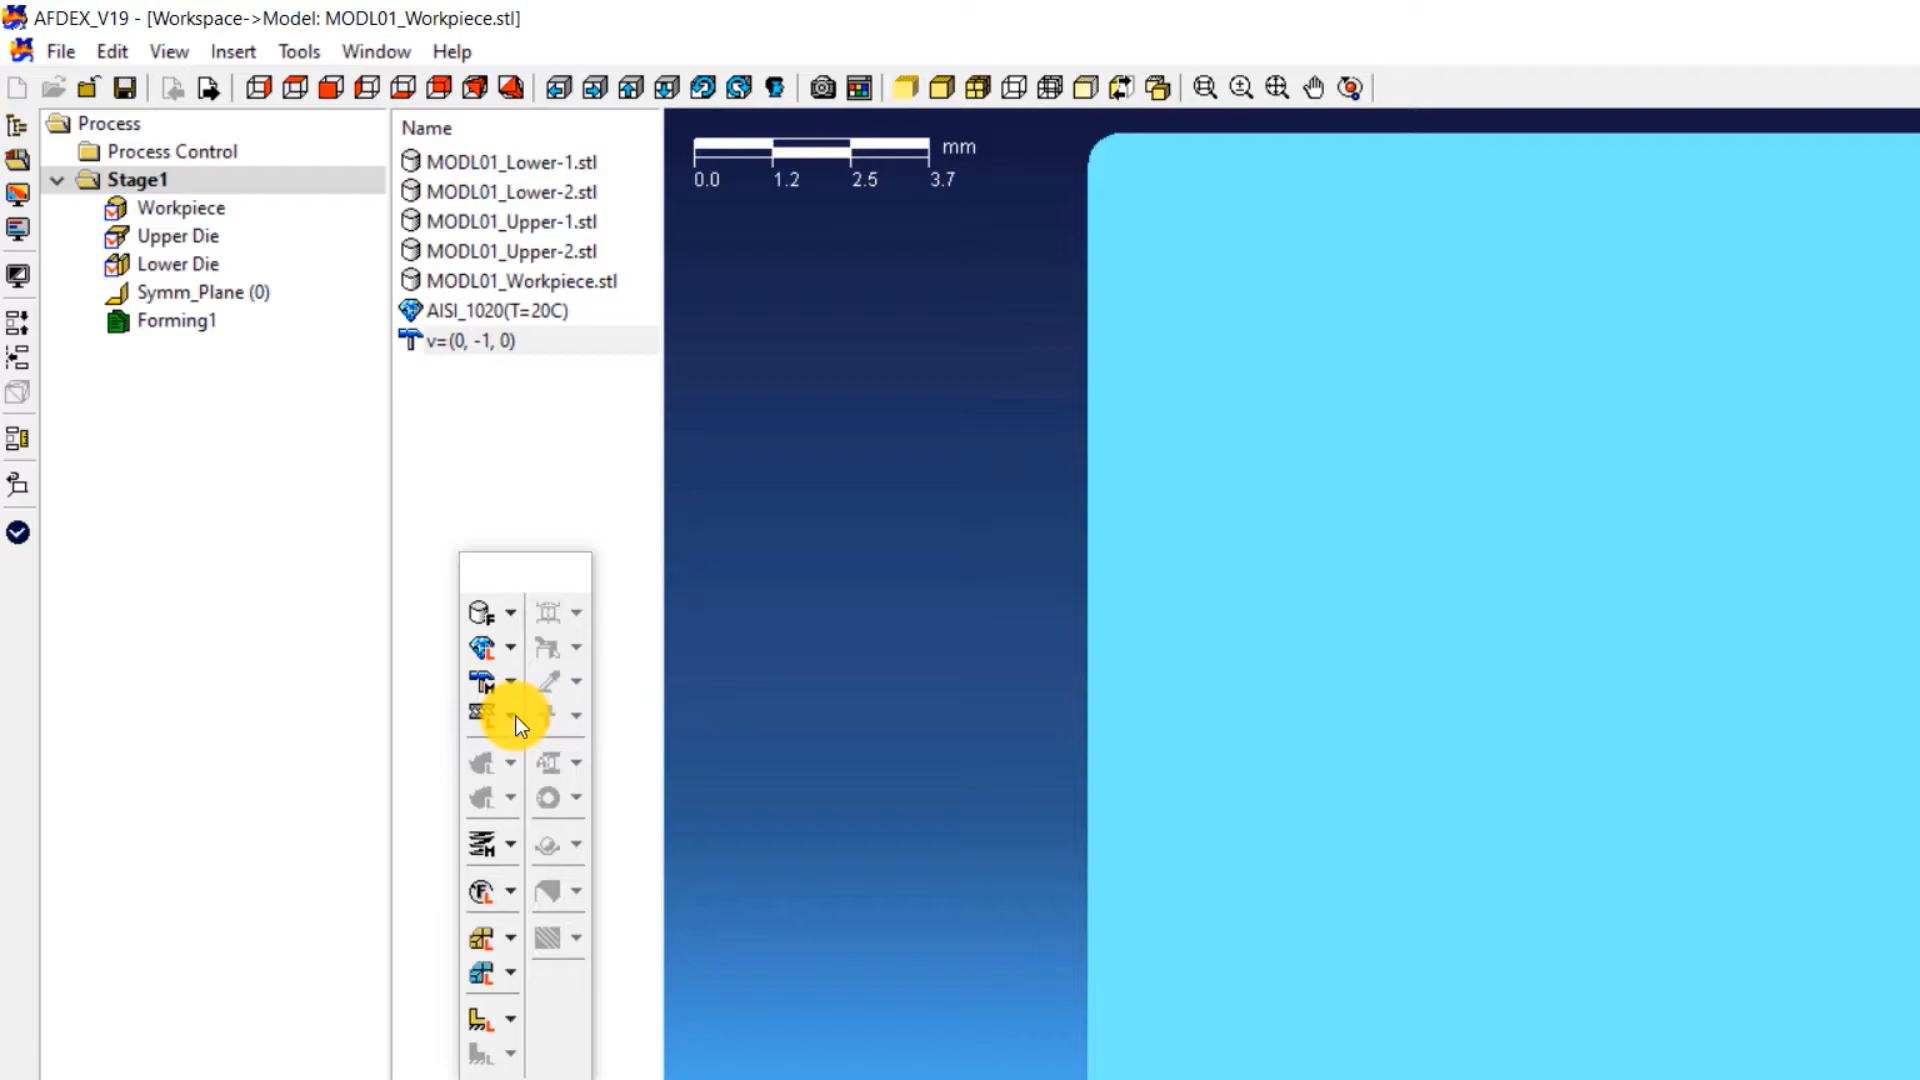 AFDEX_V19 - [Workspace->Model: MODL01_Workpiece.stl]
File Edit View Insert Tools Window Help
Process
Process Control
Stage1
Workpiece
Upper Die
Lower Die
Symm_Plane (0)
Forming1
Name
MODL01_Lower-1.stl
MODL01_Lower-2.stl
MODL01_Upper-1.stl
MODL01_Upper-2.stl
MODL01_Workpiece.stl
AISI_1020(T=20C)
v=(0, -1, 0)
mm
0.0 1.2 2.5 3.7